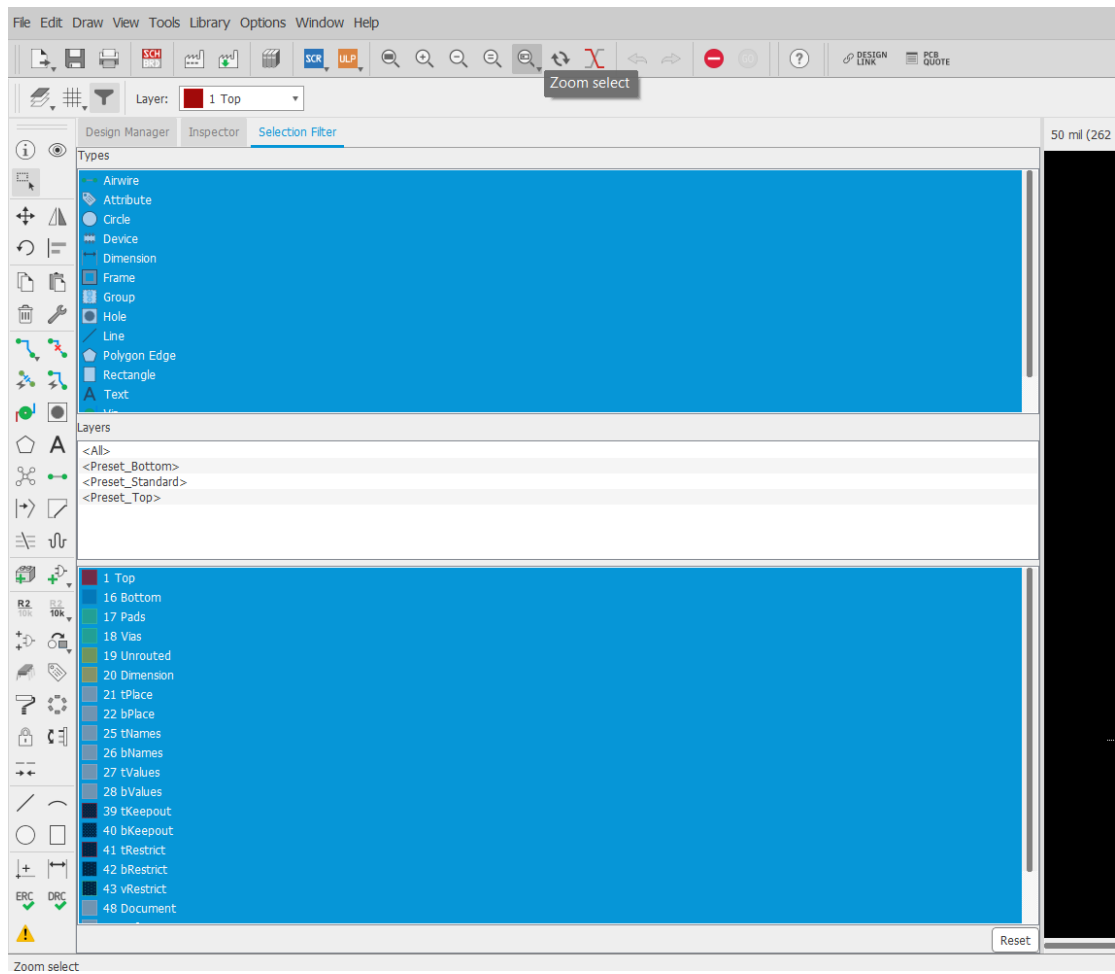 File Edit Draw View Tools Library Options Window Help
SCH
SCR
ULP
DESIGN LINK
PCB QUOTE
Zoom select
Layer: 1 Top
Design Manager Inspector Selection Filter
50 mil (262
Types
Airwire
Attribute
Circle
Device
Dimension
Frame
Group
Hole
Line
Polygon Edge
Rectangle
Text
Layers
<All>
<Preset_Bottom>
<Preset_Standard>
<Preset_Top>
1 Top
16 Bottom
17 Pads
18 Vias
19 Unrouted
20 Dimension
21 tPlace
22 bPlace
25 tNames
26 bNames
27 tValues
28 bValues
39 tKeepout
40 bKeepout
41 tRestrict
42 bRestrict
43 vRestrict
48 Document
R2 10k
R2 10k
ERC DRC
Reset
Zoom select